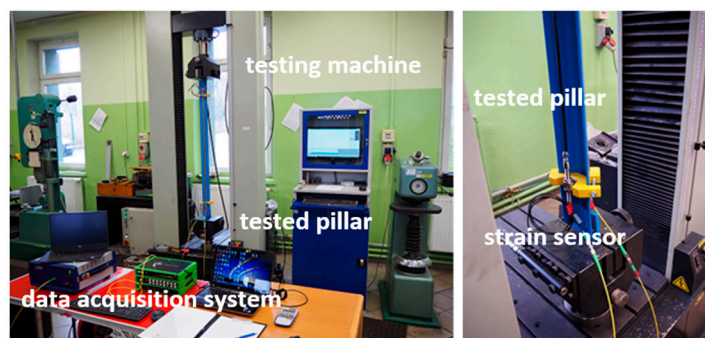 testing machine
tested pillar
data acquisition system
tested pillar
strain sensor